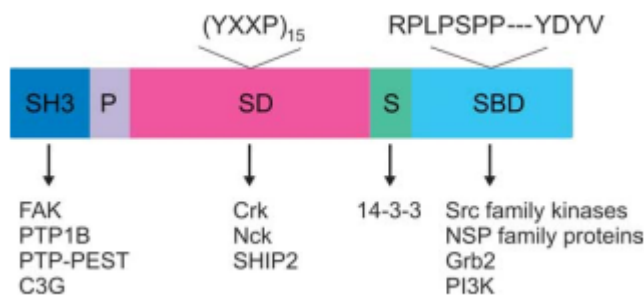 (YXXP)15 RPLPSPP---YDYV
SH3 P SD S SBD
FAK Crk 14-3-3 Src family kinases
PTP1B Nck NSP family proteins
PTP-PEST SHIP2 Grb2
C3G PI3K